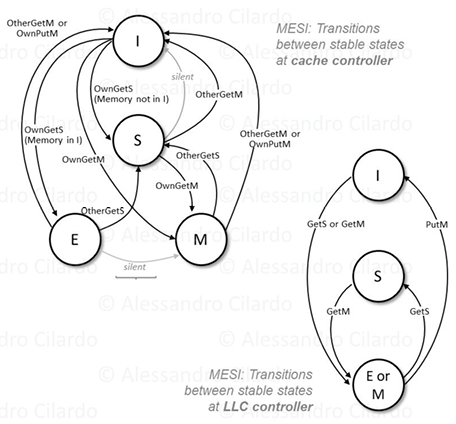 © Alessandro Cilardo
OtherGetM or
OwnPutM
I
MESI: Transitions
between stable states
at cache controller
silent
OwnGetS
(Memory not in I)
OtherGetM
OwnGetS
(Memory in I)
S
OtherGetM or
OwnPutM
OwnGetM
OtherGetS
OwnGetM
OtherGetS
E
M
silent
I
GetS or GetM
PutM
S
GetM
GetS
E or
M
MESI: Transitions
between stable states
at LLC controller